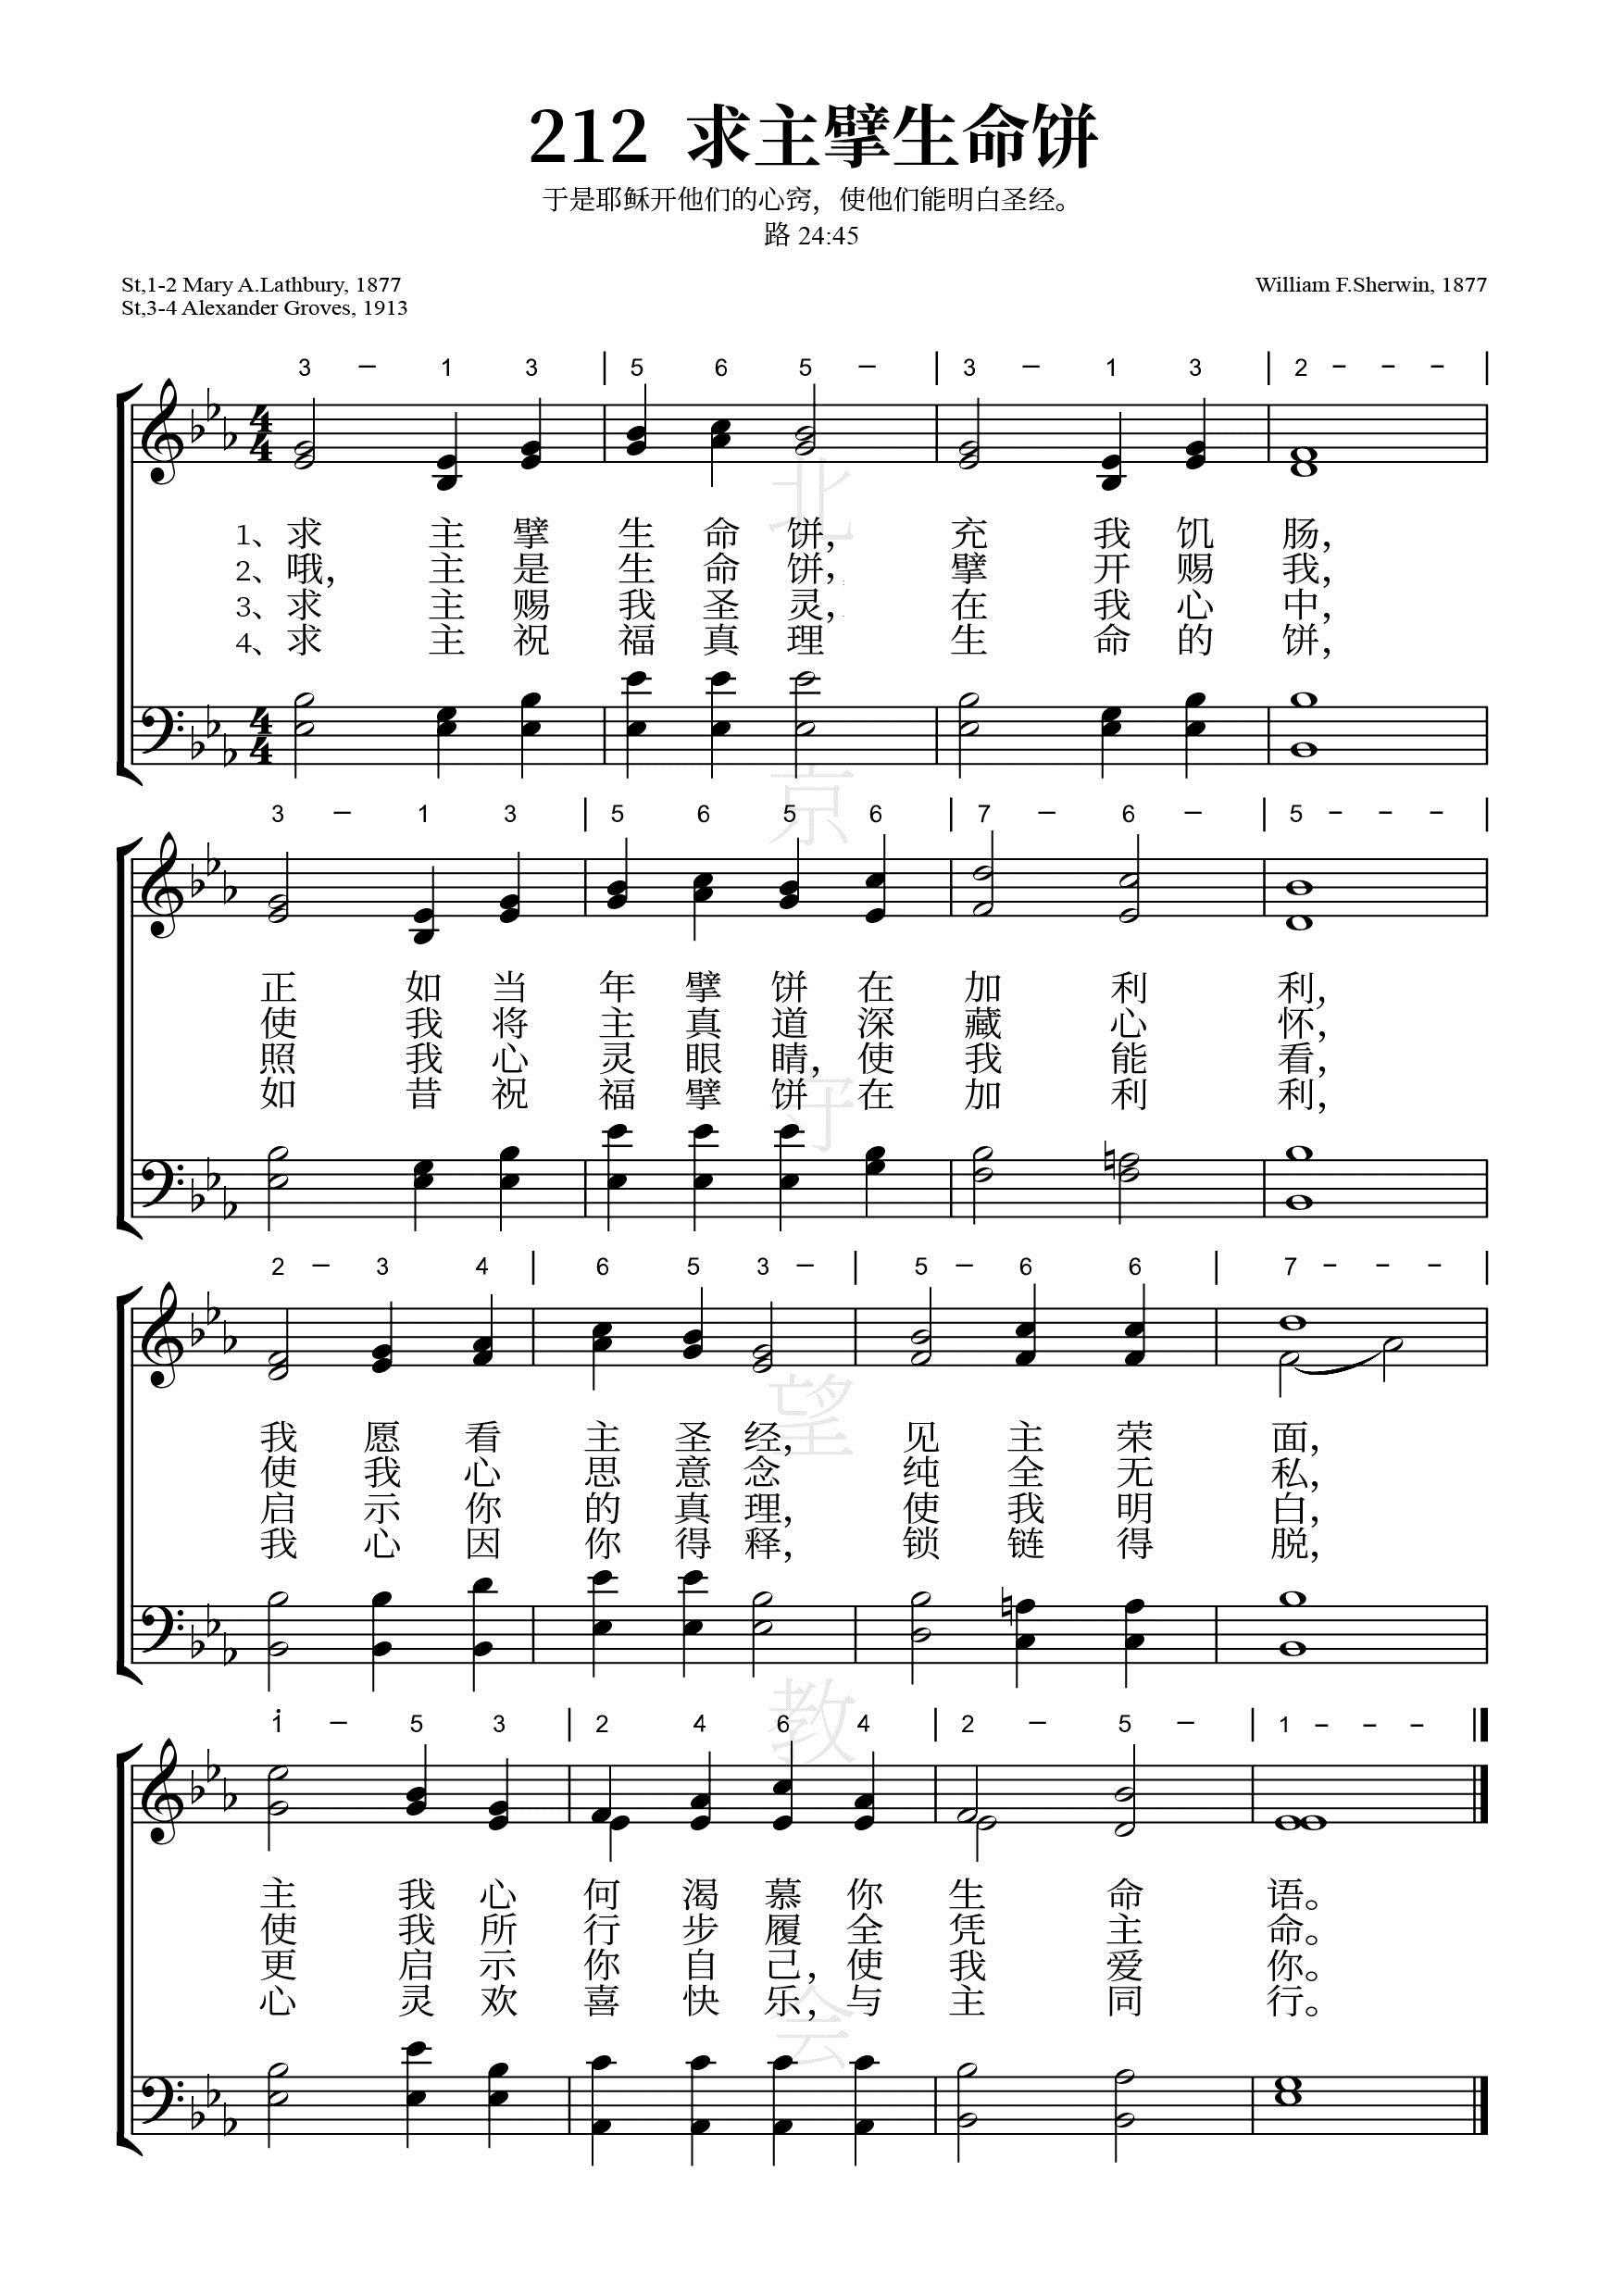 212 求主擘生命饼
于是耶稣开他们的心窍，使他们能明白圣经。
路 24:45
St,1-2 Mary A.Lathbury, 1877
William F.Sherwin, 1877
St,3-4 Alexander Groves, 1913
3 – 1 3 | 5 6 5 – | 3 – 1 3 | 2 – – – |
4 4
1、求 主 擘 生 命 饼， 充 我 饥 肠，
2、哦， 主 是 生 命 饼， 擘 开 赐 我，
3、求 主 赐 我 圣 灵， 在 我 心 中，
4、求 主 祝 福 真 理 生 命 的 饼，
4 4
3 – 1 3 | 5 6 5 6 | 7 – 6 – | 5 – – – |
正 如 当 年 擘 饼 在 加 利 利，
使 我 将 主 真 道 深 藏 心 怀，
照 我 心 灵 眼 睛， 使 我 能 看，
如 昔 祝 福 擘 饼 在 加 利 利，
2 – 3 4 | 6 5 3 – | 5 – 6 6 | 7 – – – |
我 愿 看 主 圣 经， 见 主 荣 面，
使 我 心 思 意 念 纯 全 无 私，
启 示 你 的 真 理， 使 我 明 白，
我 心 因 你 得 释， 锁 链 得 脱，
1̇ – 5 3 | 2 4 6 4 | 2 – 5 – | 1 – – – ‖
主 我 心 何 渴 慕 你 生 命 语。
使 我 所 行 步 履 全 凭 主 命。
更 启 示 你 自 己， 使 我 爱 你。
心 灵 欢 喜 快 乐， 与 主 同 行。
北京守望教会